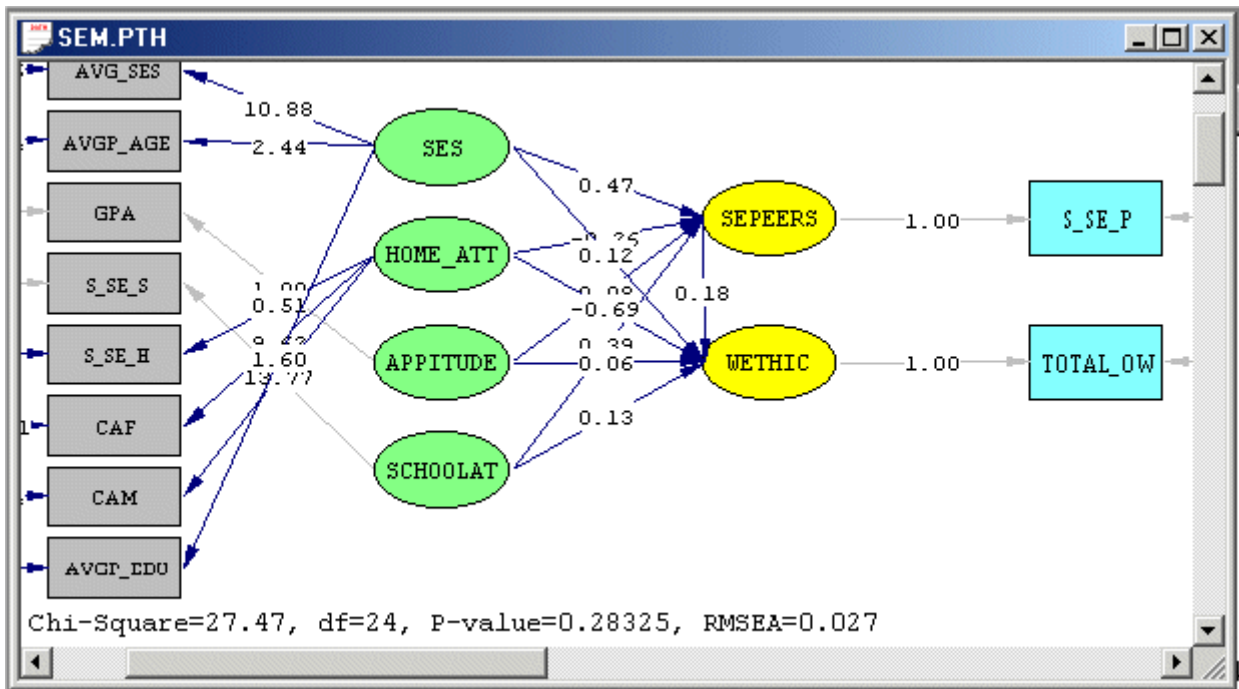 SEM.PTH
AVG_SES
10.88
AVGP_AGE
2.44
SES
0.47
GPA
SEPEERS
1.00
S_SE_P
HOME_ATT
0.12
S_SE_S
0.51
0.18
-0.69
S_SE_H
1.60
APPITUDE
0.06
WETHIC
1.00
TOTAL_OW
CAF
0.13
SCHOOLAT
CAM
AVGP_EDU
Chi-Square=27.47, df=24, P-value=0.28325, RMSEA=0.027